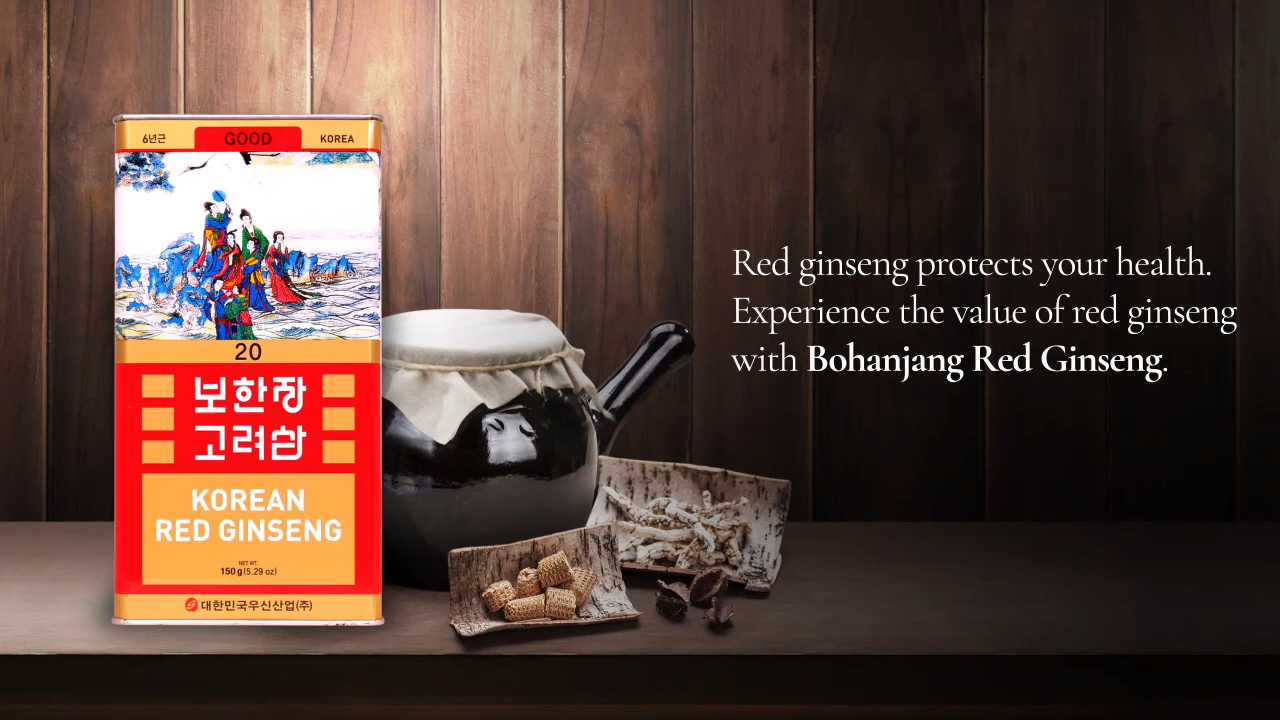 6년근 GOOD KOREA
20
보한장
고려삼
KOREAN
RED GINSENG
NET WT.
150 g (5.29 oz)
대한민국우신산업(주)
Red ginseng protects your health.
Experience the value of red ginseng
with Bohanjang Red Ginseng.